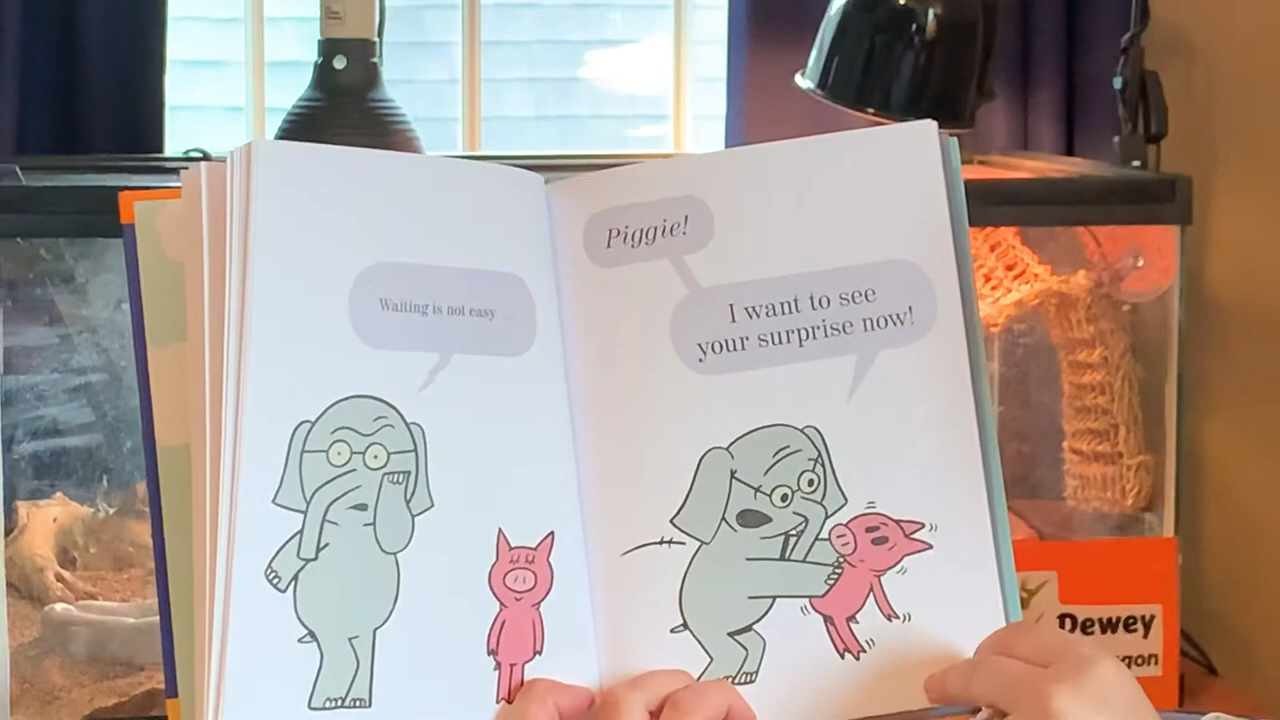 Waiting is not easy
Piggie!
I want to see
your surprise now!
Dewey
gon